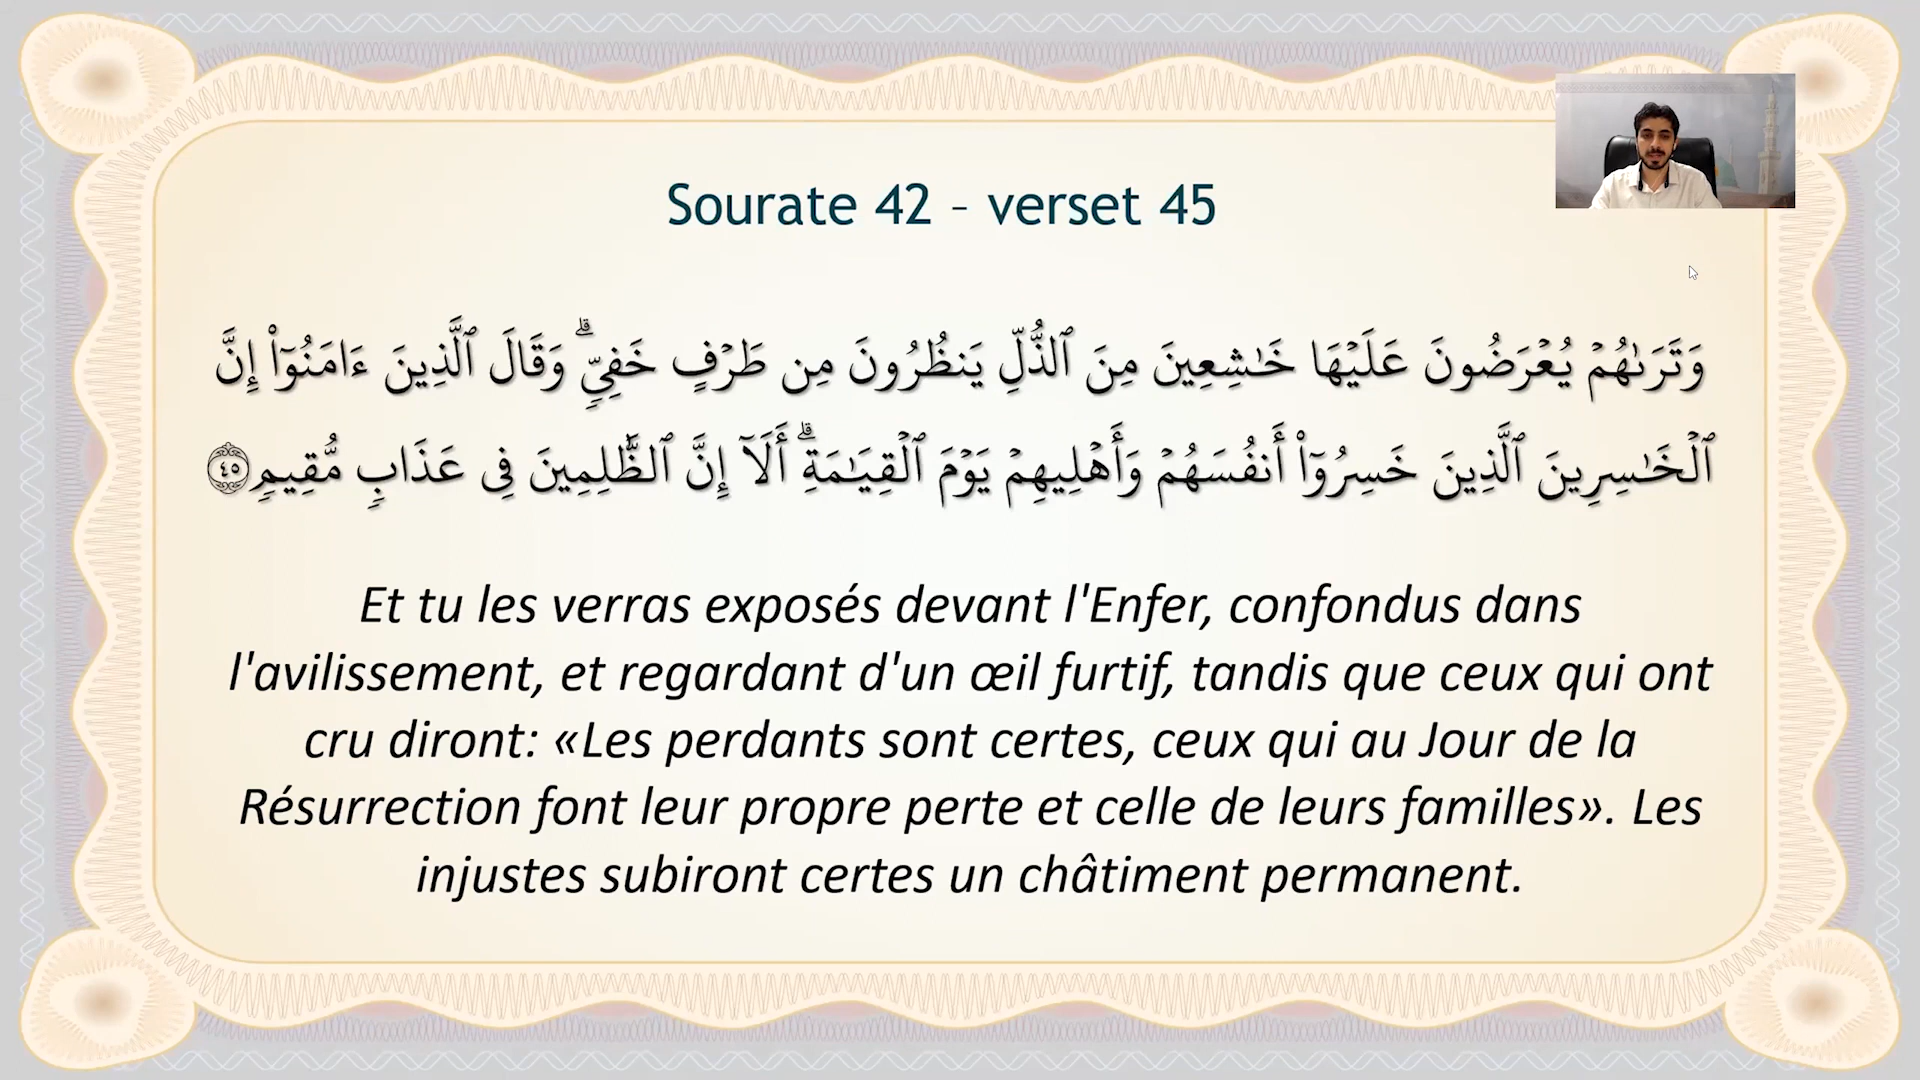 Sourate 42 – verset 45
وَتَرَىٰهُمۡ يُعۡرَضُونَ عَلَيۡهَا خَٰشِعِينَ مِنَ ٱلذُّلِّ يَنظُرُونَ مِن طَرۡفٍ خَفِيّٖۗ وَقَالَ ٱلَّذِينَ ءَامَنُوٓاْ إِنَّ
ٱلۡخَٰسِرِينَ ٱلَّذِينَ خَسِرُوٓاْ أَنفُسَهُمۡ وَأَهۡلِيهِمۡ يَوۡمَ ٱلۡقِيَٰمَةِۗ أَلَآ إِنَّ ٱلظَّٰلِمِينَ فِي عَذَابٖ مُّقِيمٖ ٤٥
Et tu les verras exposés devant l'Enfer, confondus dans
l'avilissement, et regardant d'un œil furtif, tandis que ceux qui ont
cru diront: «Les perdants sont certes, ceux qui au Jour de la
Résurrection font leur propre perte et celle de leurs familles». Les
injustes subiront certes un châtiment permanent.